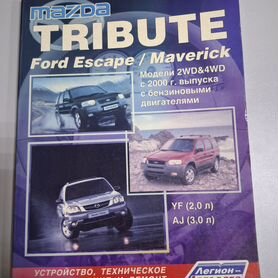 mazda
TRIBUTE
Ford Escape / Maverick
Модели 2WD&4WD
с 2000 г. выпуска
с бензиновыми
двигателями
YF (2,0 л)
AJ (3,0 л)
Легион-
УСТРОЙСТВО, ТЕХНИЧЕСКОЕ